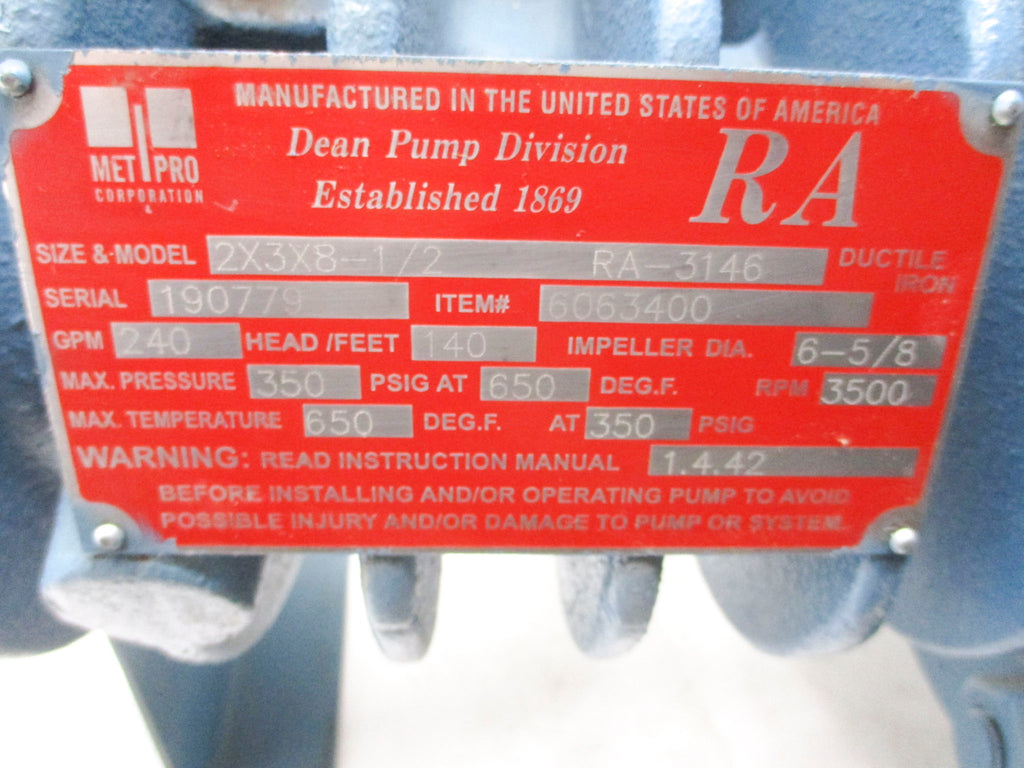 MANUFACTURED IN THE UNITED STATES OF AMERICA
MET PRO
CORPORATION
Dean Pump Division
Established 1869
RA
SIZE &-MODEL 2X3X8-1/2 RA-3146 DUCTILE IRON
SERIAL 190779 ITEM# 6063400
GPM 240 HEAD /FEET 140 IMPELLER DIA. 6-5/8
MAX. PRESSURE 350 PSIG AT 650 DEG.F. RPM 3500
MAX. TEMPERATURE 650 DEG.F. AT 350 PSIG
WARNING: READ INSTRUCTION MANUAL 1.4.42
BEFORE INSTALLING AND/OR OPERATING PUMP TO AVOID
POSSIBLE INJURY AND/OR DAMAGE TO PUMP OR SYSTEM.